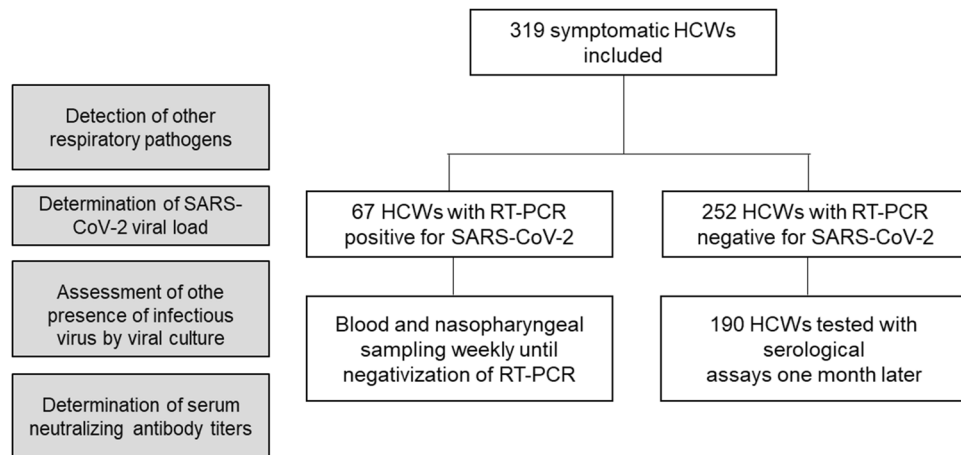 319 symptomatic HCWs
included
Detection of other
respiratory pathogens
Determination of SARS-
CoV-2 viral load
Assessment of othe
presence of infectious
virus by viral culture
Determination of serum
neutralizing antibody titers
67 HCWs with RT-PCR
positive for SARS-CoV-2
252 HCWs with RT-PCR
negative for SARS-CoV-2
Blood and nasopharyngeal
sampling weekly until
negativization of RT-PCR
190 HCWs tested with
serological
assays one month later